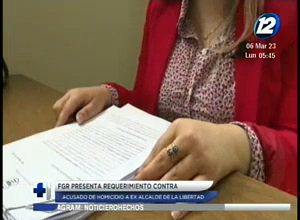 12
06 Mar 23
Lun 05:45
FGR PRESENTA REQUERIMIENTO CONTRA
ACUSADO DE HOMICIDIO A EX ALCALDE DE LA LIBERTAD
AGRAM: NOTICIEROHECHOS